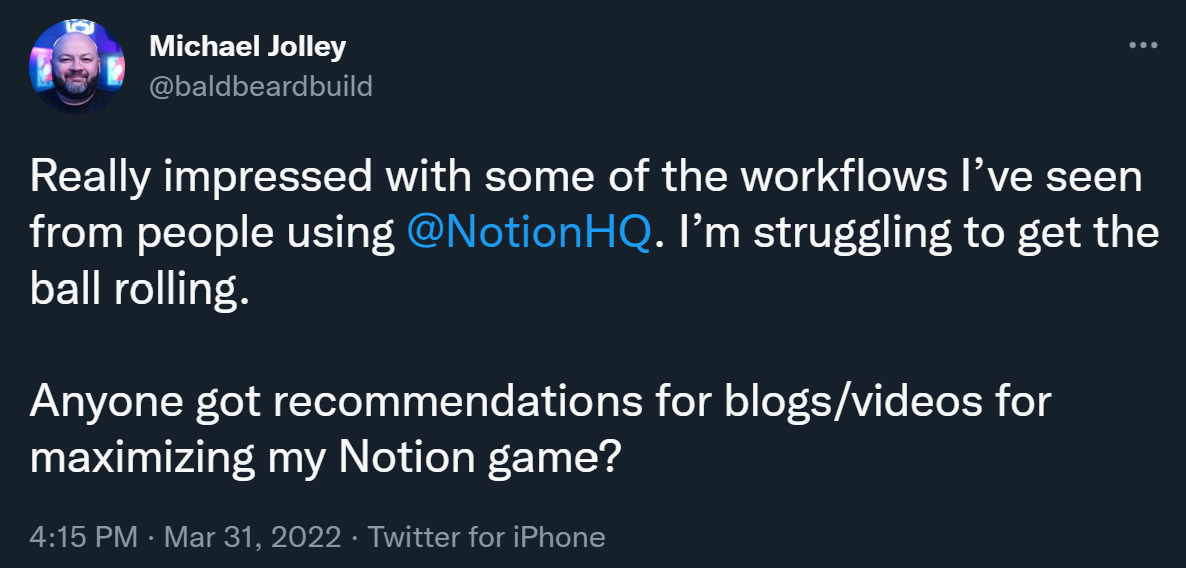 Michael Jolley
@baldbeardbuild
Really impressed with some of the workflows I’ve seen
from people using @NotionHQ. I’m struggling to get the
ball rolling.
Anyone got recommendations for blogs/videos for
maximizing my Notion game?
4:15 PM · Mar 31, 2022 · Twitter for iPhone